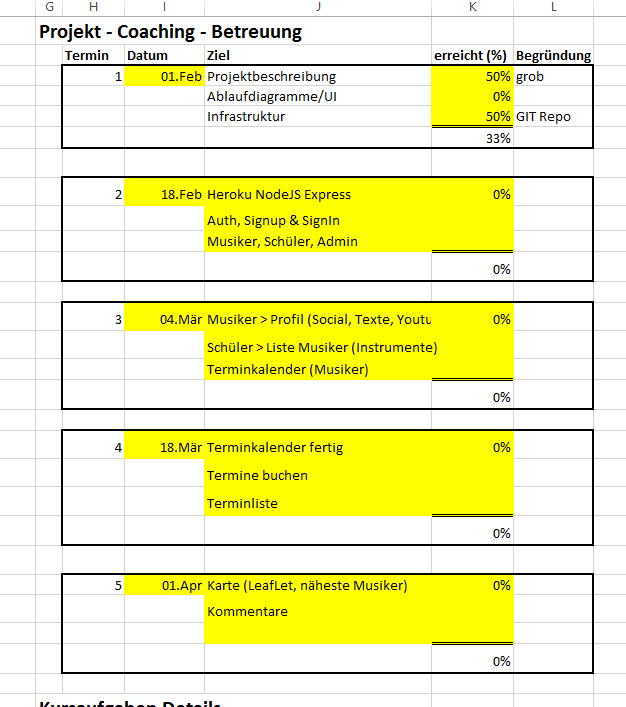 G H I J K L
Projekt - Coaching - Betreuung
Termin Datum Ziel erreicht (%) Begründung
1 01.Feb Projektbeschreibung 50% grob
Ablaufdiagramme/UI 0%
Infrastruktur 50% GIT Repo
33%
2 18.Feb Heroku NodeJS Express 0%
Auth, Signup & SignIn
Musiker, Schüler, Admin
0%
3 04.Mär Musiker > Profil (Social, Texte, Youtu 0%
Schüler > Liste Musiker (Instrumente)
Terminkalender (Musiker)
0%
4 18.Mär Terminkalender fertig 0%
Termine buchen
Terminliste
0%
5 01.Apr Karte (LeafLet, näheste Musiker) 0%
Kommentare
0%
Kursaufgaben Details